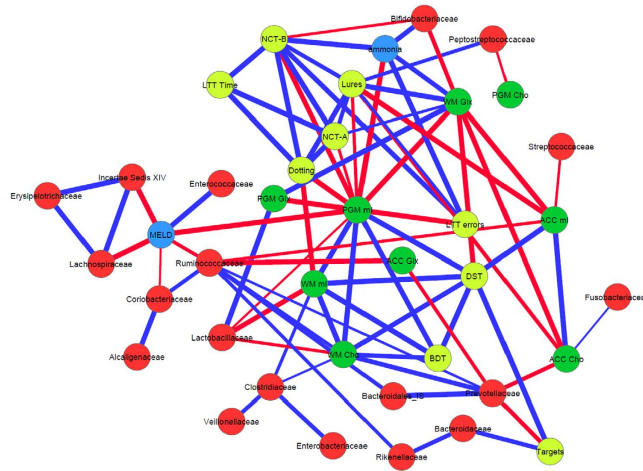 Bifidobacteriaceae
NCT-B
Peptostreptococcaceae
ammonia
LTT Time
Lures
WM Glx
PGM Cho
NCT-A
Streptococcaceae
Incertae Sedis XIV
Dotting
Enterococcaceae
Erysipelotrichaceae
PGM Glx
PGM mI
LTT errors
ACC mI
MELD
Lachnospiraceae
Ruminococcaceae
ACC Glx
DST
WM mI
Coriobacteriaceae
Fusobacteriaceae
Lactobacillaceae
WM Cho
BDT
ACC Cho
Alcaligenaceae
Clostridiaceae
Bacteroidales_IS
Prevotellaceae
Veillonellaceae
Bacteroidaceae
Enterobacteriaceae
Rikenellaceae
Targets